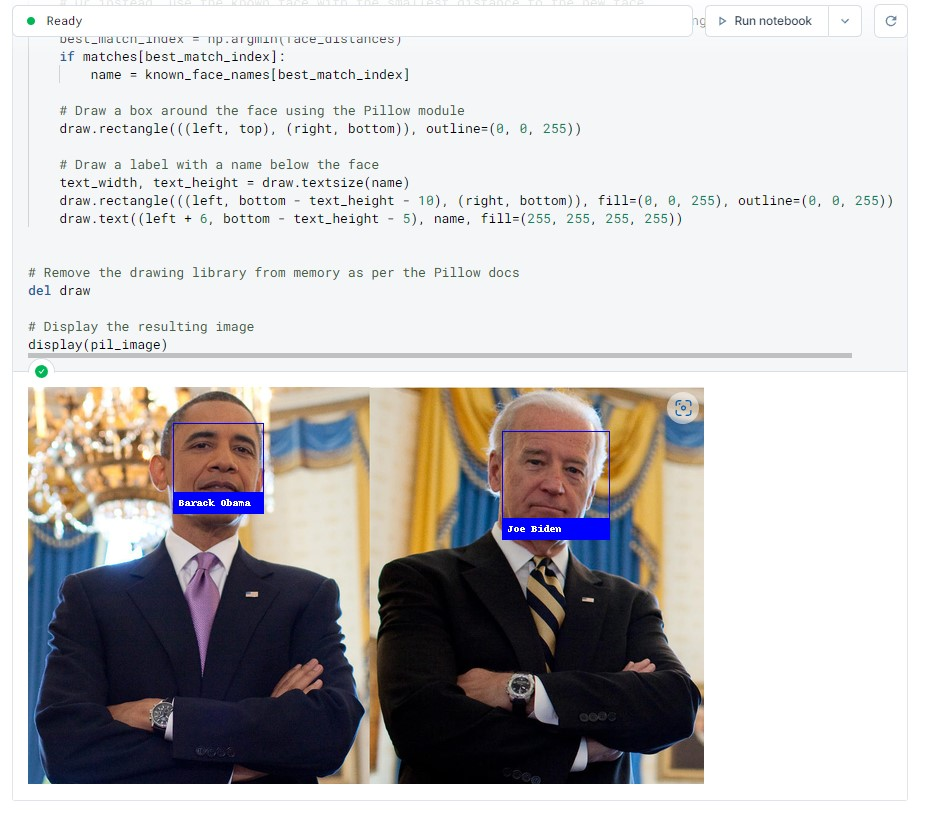 # Or instead, use the known face with the smallest distance to the new face
Ready
Run notebook
best_match_index = np.argmin(face_distances)
if matches[best_match_index]:
name = known_face_names[best_match_index]
# Draw a box around the face using the Pillow module
draw.rectangle(((left, top), (right, bottom)), outline=(0, 0, 255))
# Draw a label with a name below the face
text_width, text_height = draw.textsize(name)
draw.rectangle(((left, bottom - text_height - 10), (right, bottom)), fill=(0, 0, 255), outline=(0, 0, 255))
draw.text((left + 6, bottom - text_height - 5), name, fill=(255, 255, 255, 255))
# Remove the drawing library from memory as per the Pillow docs
del draw
# Display the resulting image
display(pil_image)
Barack Obama
Joe Biden